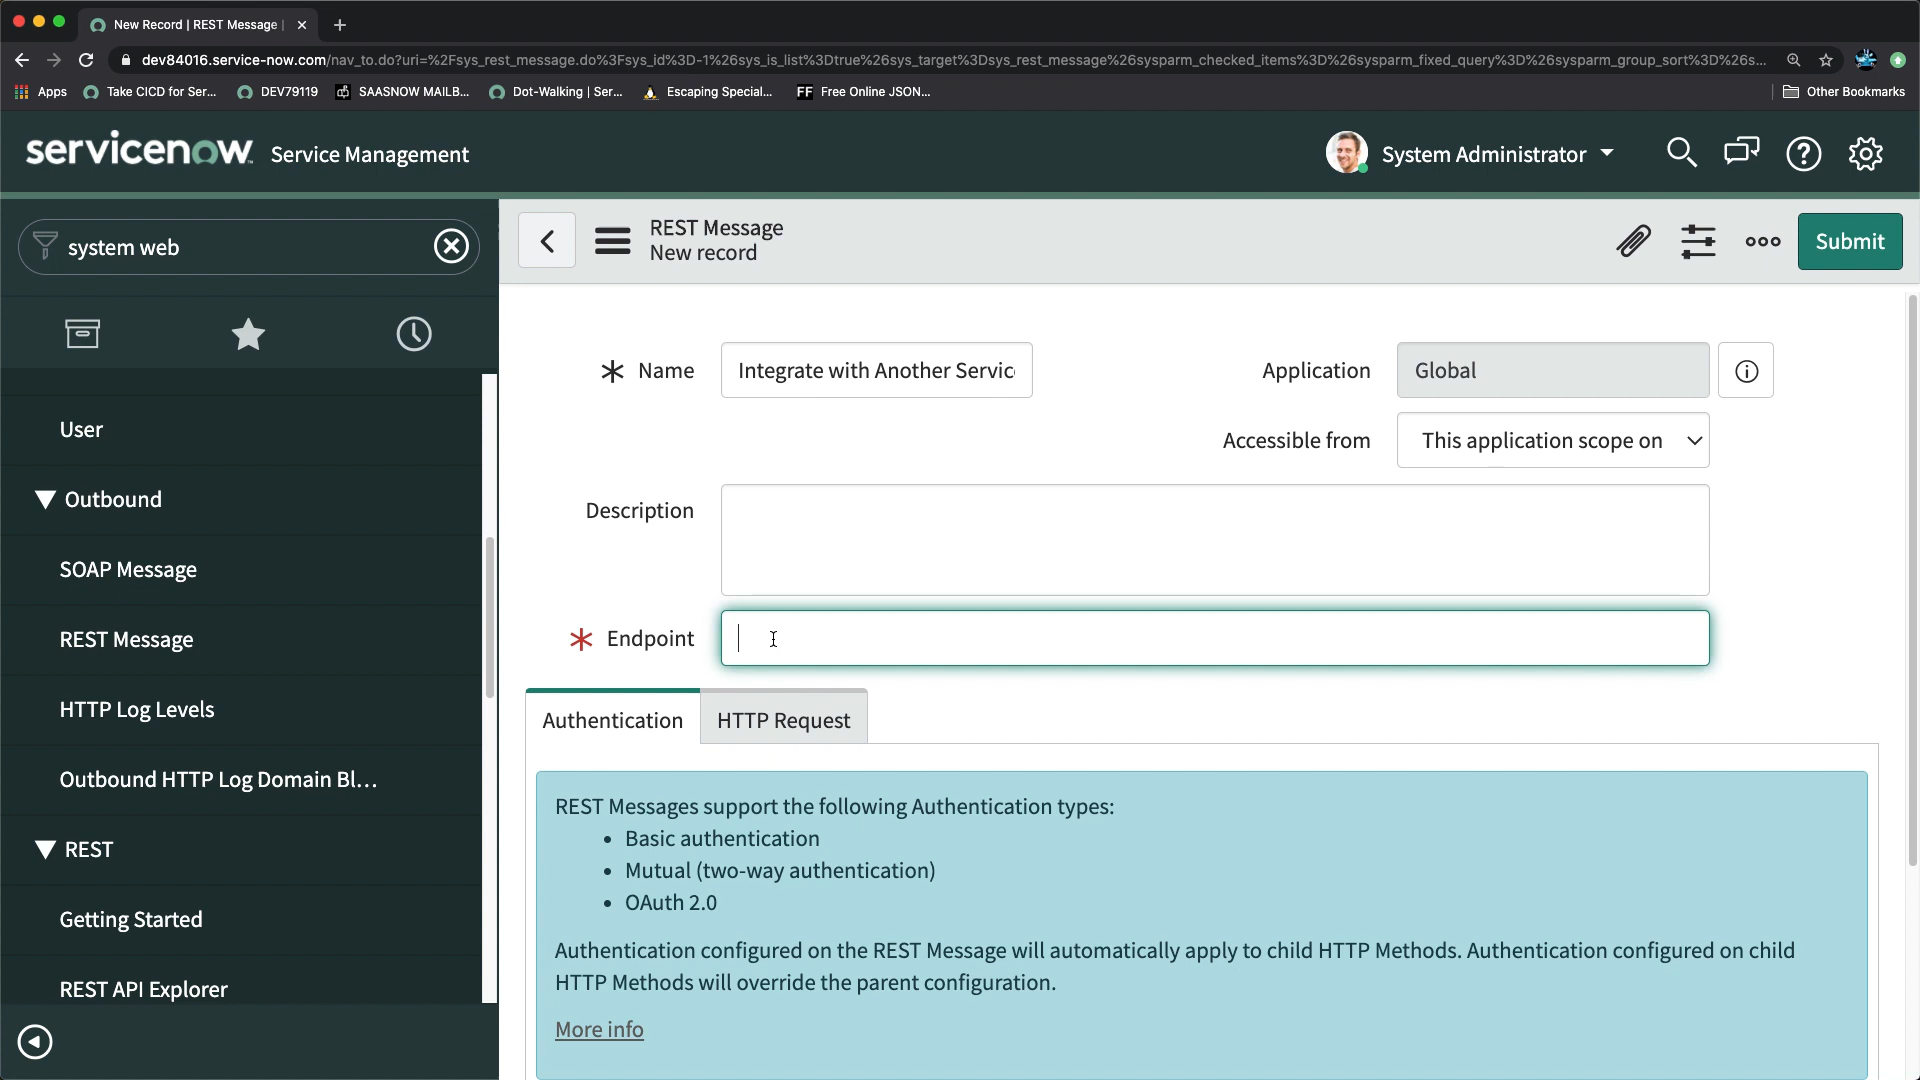 New Record | REST Message |
dev84016.service-now.com/nav_to.do?uri=%2Fsys_rest_message.do%3Fsys_id%3D-1%26sys_is_list%3Dtrue%26sys_target%3Dsys_rest_message%26sysparm_checked_items%3D%26sysparm_fixed_query%3D%26sysparm_group_sort%3D%26s...
Apps
Take CICD for Ser...
DEV79119
SAASNOW MAILB...
Dot-Walking | Ser...
Escaping Special...
FF Free Online JSON...
Other Bookmarks
servicenow Service Management
System Administrator
system web
User
Outbound
SOAP Message
REST Message
HTTP Log Levels
Outbound HTTP Log Domain Bl...
REST
Getting Started
REST API Explorer
REST Message
New record
Submit
Name
Integrate with Another Servic
Application
Global
Accessible from
This application scope on
Description
Endpoint
Authentication
HTTP Request
REST Messages support the following Authentication types:
• Basic authentication
• Mutual (two-way authentication)
• OAuth 2.0
Authentication configured on the REST Message will automatically apply to child HTTP Methods. Authentication configured on child
HTTP Methods will override the parent configuration.
More info